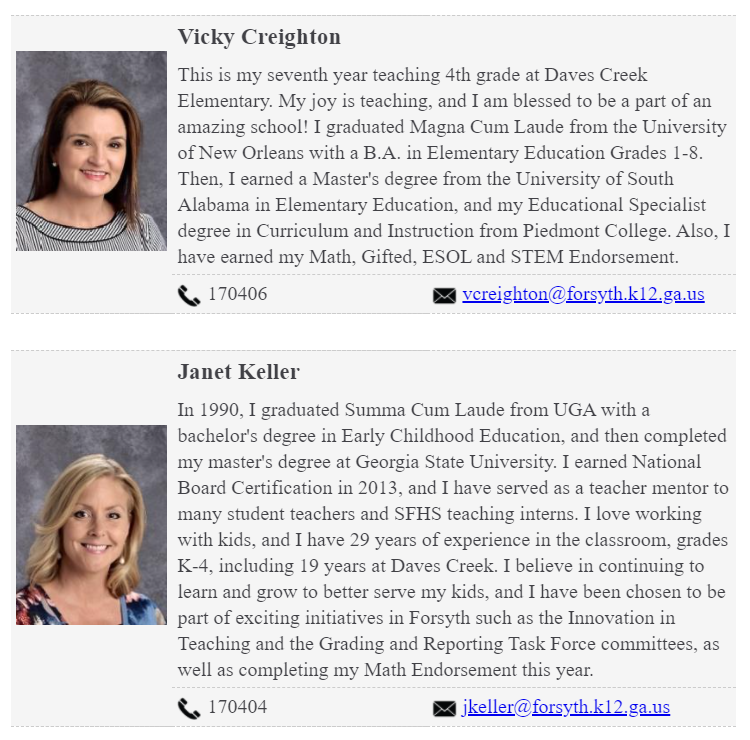 Vicky Creighton
This is my seventh year teaching 4th grade at Daves Creek
Elementary. My joy is teaching, and I am blessed to be a part of an
amazing school! I graduated Magna Cum Laude from the University
of New Orleans with a B.A. in Elementary Education Grades 1-8.
Then, I earned a Master's degree from the University of South
Alabama in Elementary Education, and my Educational Specialist
degree in Curriculum and Instruction from Piedmont College. Also, I
have earned my Math, Gifted, ESOL and STEM Endorsement.
170406 vcreighton@forsyth.k12.ga.us
Janet Keller
In 1990, I graduated Summa Cum Laude from UGA with a
bachelor's degree in Early Childhood Education, and then completed
my master's degree at Georgia State University. I earned National
Board Certification in 2013, and I have served as a teacher mentor to
many student teachers and SFHS teaching interns. I love working
with kids, and I have 29 years of experience in the classroom, grades
K-4, including 19 years at Daves Creek. I believe in continuing to
learn and grow to better serve my kids, and I have been chosen to be
part of exciting initiatives in Forsyth such as the Innovation in
Teaching and the Grading and Reporting Task Force committees, as
well as completing my Math Endorsement this year.
170404 jkeller@forsyth.k12.ga.us